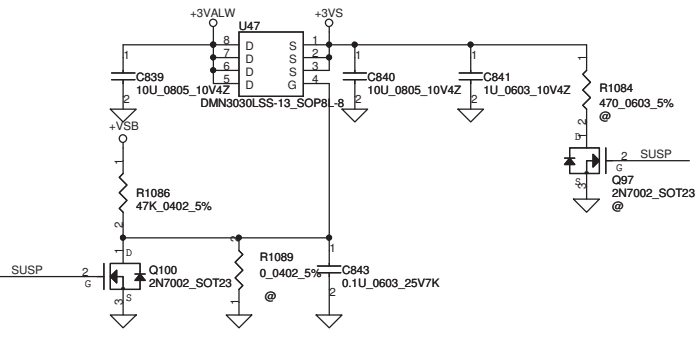 +3VALW
+3VS
U47
8 D S 1
7 D S 2
6 D S 3
5 D G 4
DMN3030LSS-13_SOP8L-8
1
C839
10U_0805_10V4Z
2
1
C840
10U_0805_10V4Z
2
1
C841
1U_0603_10V4Z
2
1
R1084
470_0603_5%
@
2
+VSB
1
R1086
47K_0402_5%
2
1
D
SUSP
2
G
Q97
2N7002_SOT23
@
S
3
1
D
SUSP
2
G
Q100
2N7002_SOT23
S
3
2
R1089
0_0402_5%
@
1
1
C843
0.1U_0603_25V7K
2